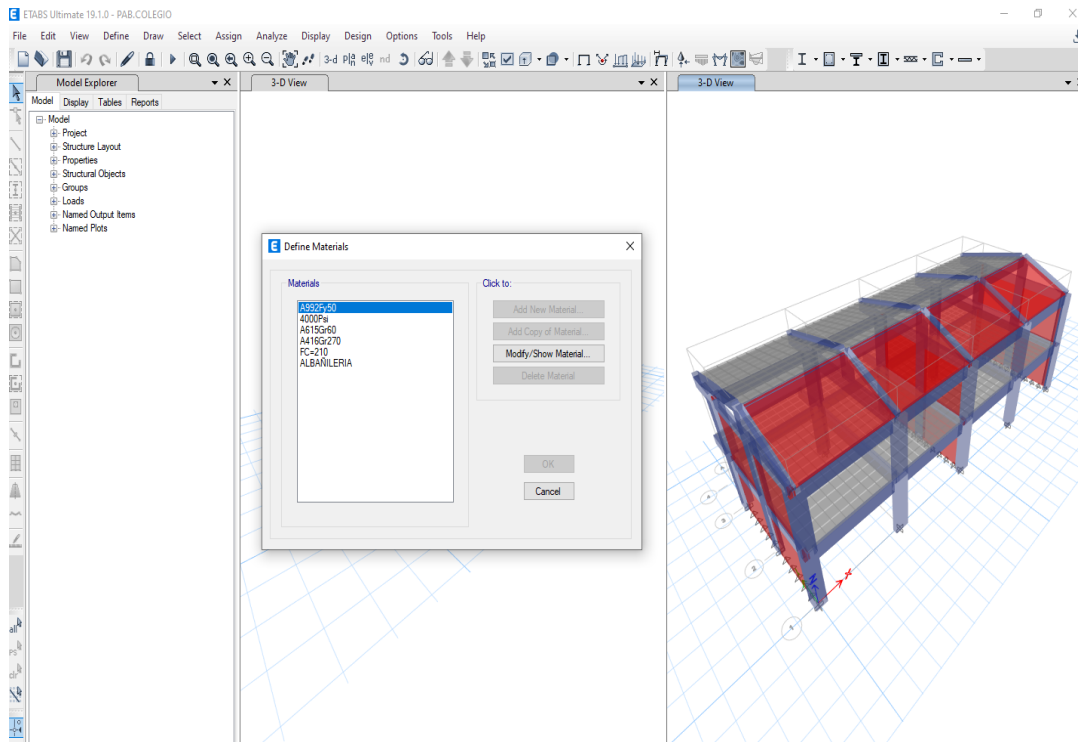 ETABS Ultimate 19.1.0 - PAB.COLEGIO
File Edit View Define Draw Select Assign Analyze Display Design Options Tools Help
3-d nd
Model Explorer
3-D View
3-D View
Model Display Tables Reports
Model
Project
Structure Layout
Properties
Structural Objects
Groups
Loads
Named Output Items
Named Plots
Define Materials
Materials
A992Fy50
4000Psi
A615Gr60
A416Gr270
FC=210
ALBAÑILERIA
Click to:
Add New Material...
Add Copy of Material...
Modify/Show Material...
Delete Material
OK
Cancel
all
X
Z